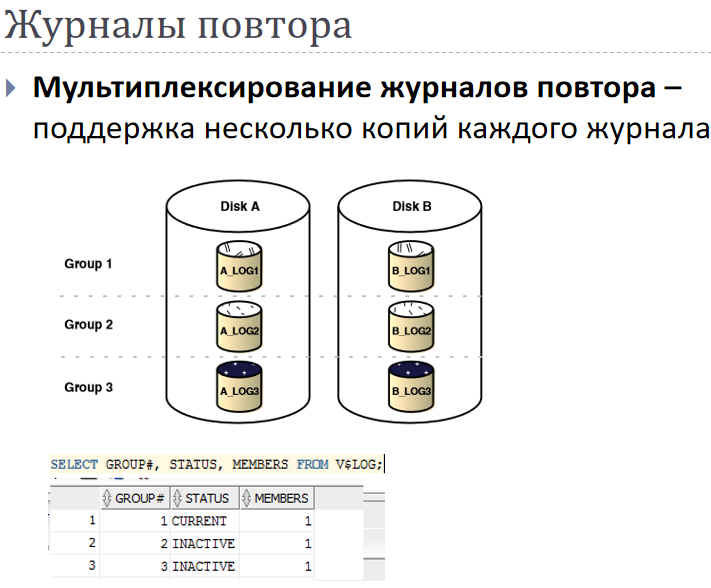 Журналы повтора
Мультиплексирование журналов повтора –
поддержка несколько копий каждого журнала
Disk A Disk B
Group 1 A_LOG1 B_LOG1
Group 2 A_LOG2 B_LOG2
Group 3 A_LOG3 B_LOG3
SELECT GROUP#, STATUS, MEMBERS FROM V$LOG;
GROUP# STATUS MEMBERS
1 1 CURRENT 1
2 2 INACTIVE 1
3 3 INACTIVE 1